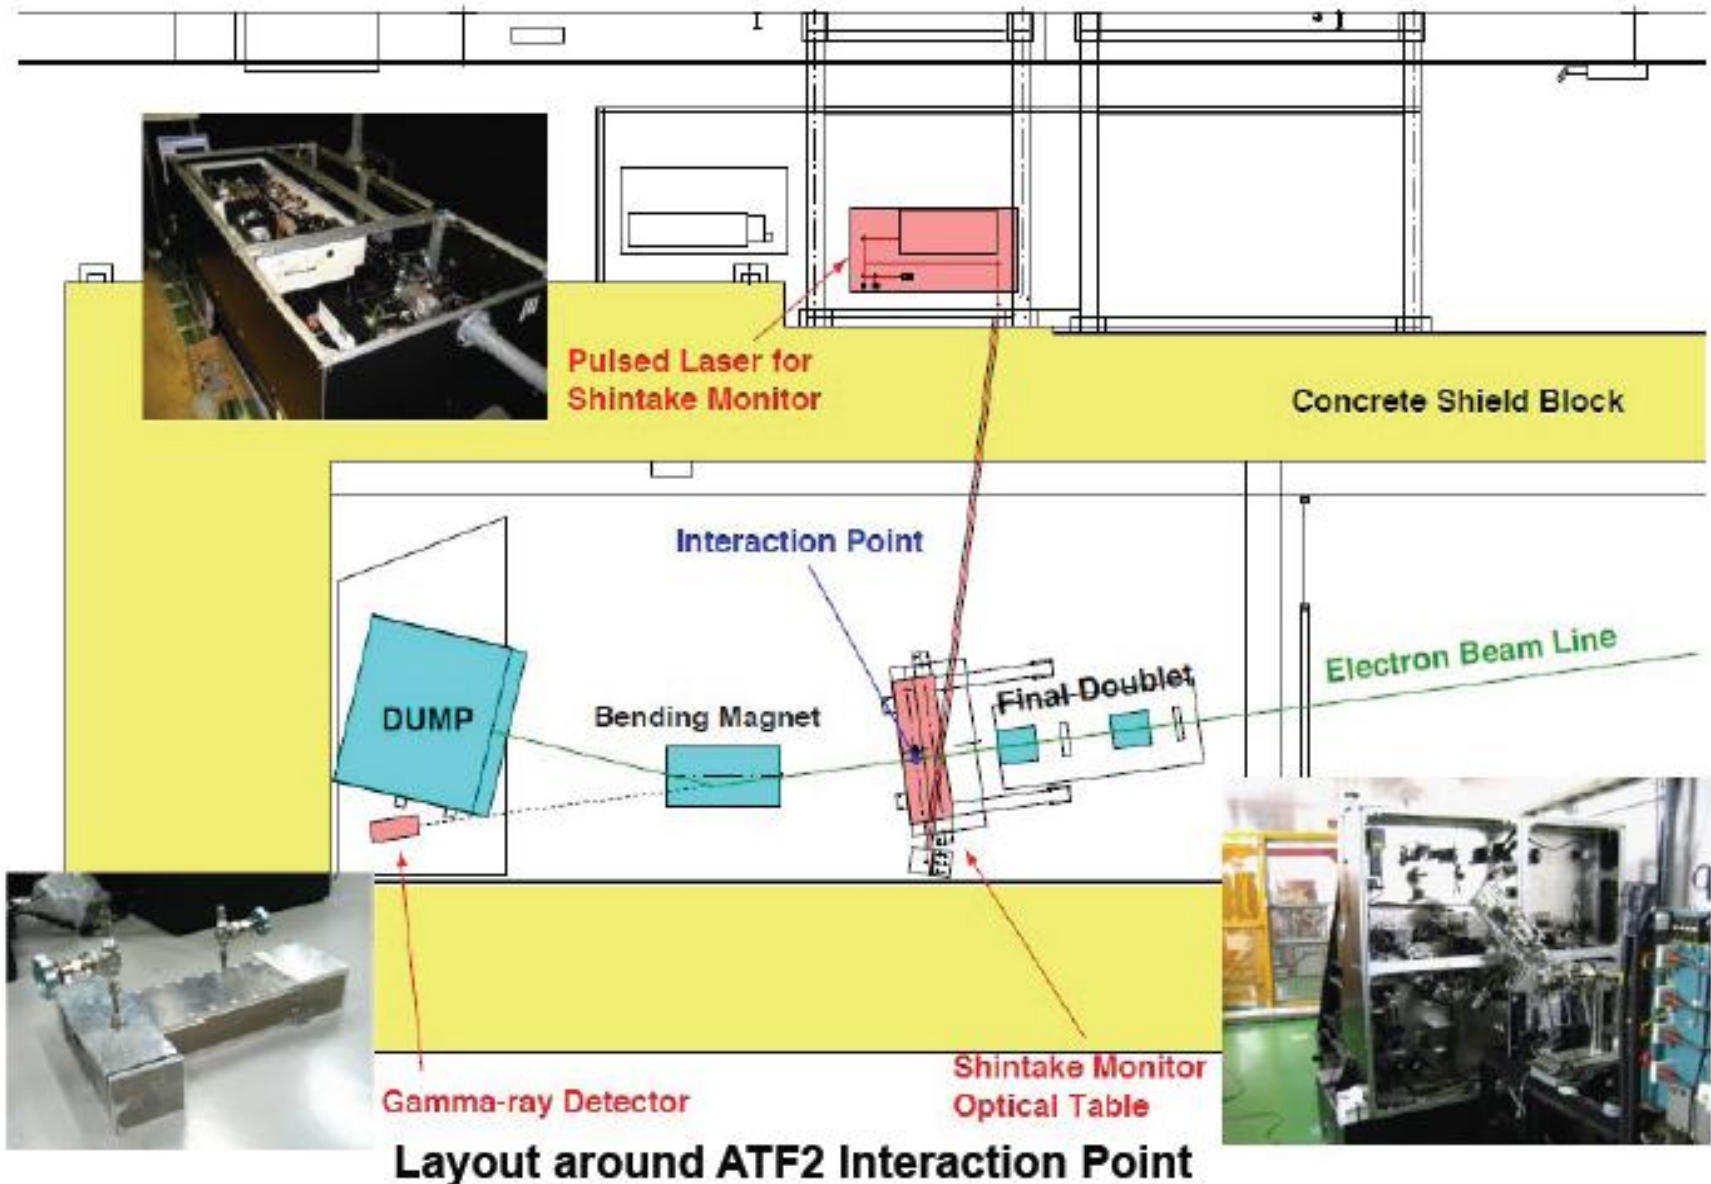 Pulsed Laser for
Shintake Monitor
Concrete Shield Block
Interaction Point
Electron Beam Line
Final Doublet
DUMP
Bending Magnet
Shintake Monitor
Optical Table
Gamma-ray Detector
Layout around ATF2 Interaction Point